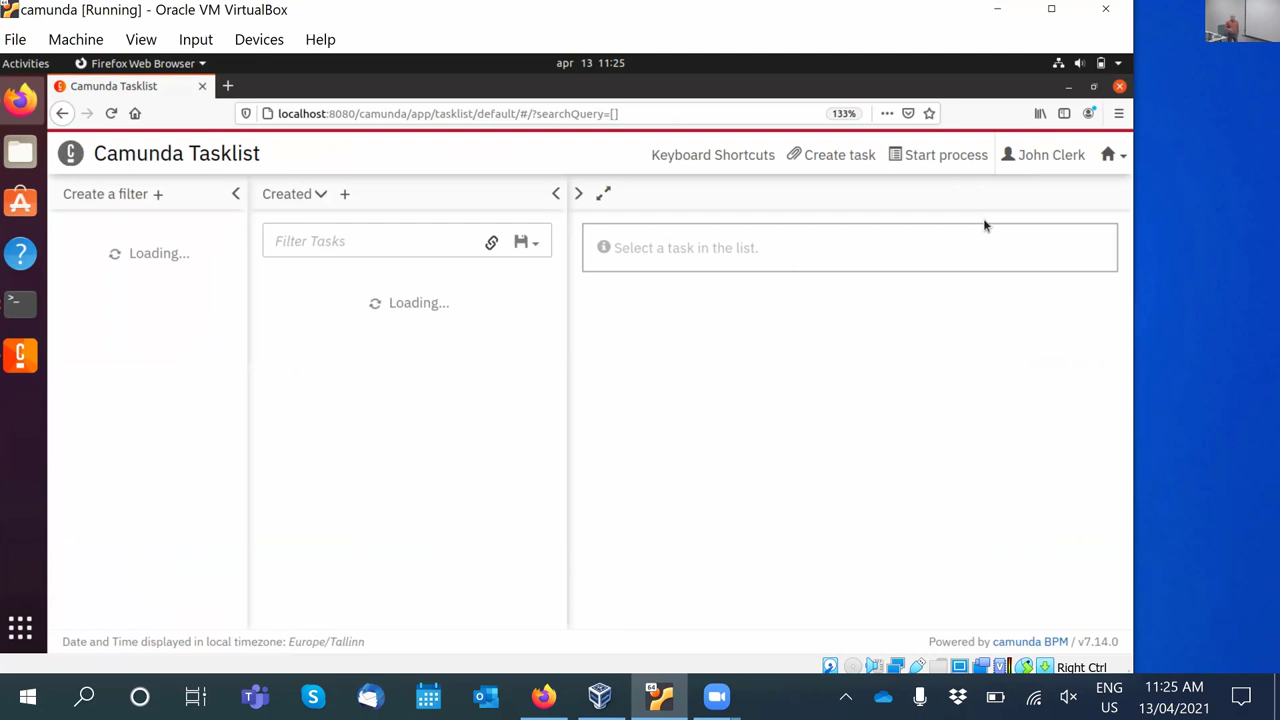 camunda [Running] - Oracle VM VirtualBox
File Machine View Input Devices Help
Activities Firefox Web Browser apr 13 11:25
Camunda Tasklist
localhost:8080/camunda/app/tasklist/default/#/?searchQuery=[] 133%
Camunda Tasklist Keyboard Shortcuts Create task Start process John Clerk
Create a filter + Created +
Filter Tasks
Select a task in the list.
Loading...
Loading...
Date and Time displayed in local timezone: Europe/Tallinn Powered by camunda BPM / v7.14.0
Right Ctrl
ENG 11:25 AM
US 13/04/2021